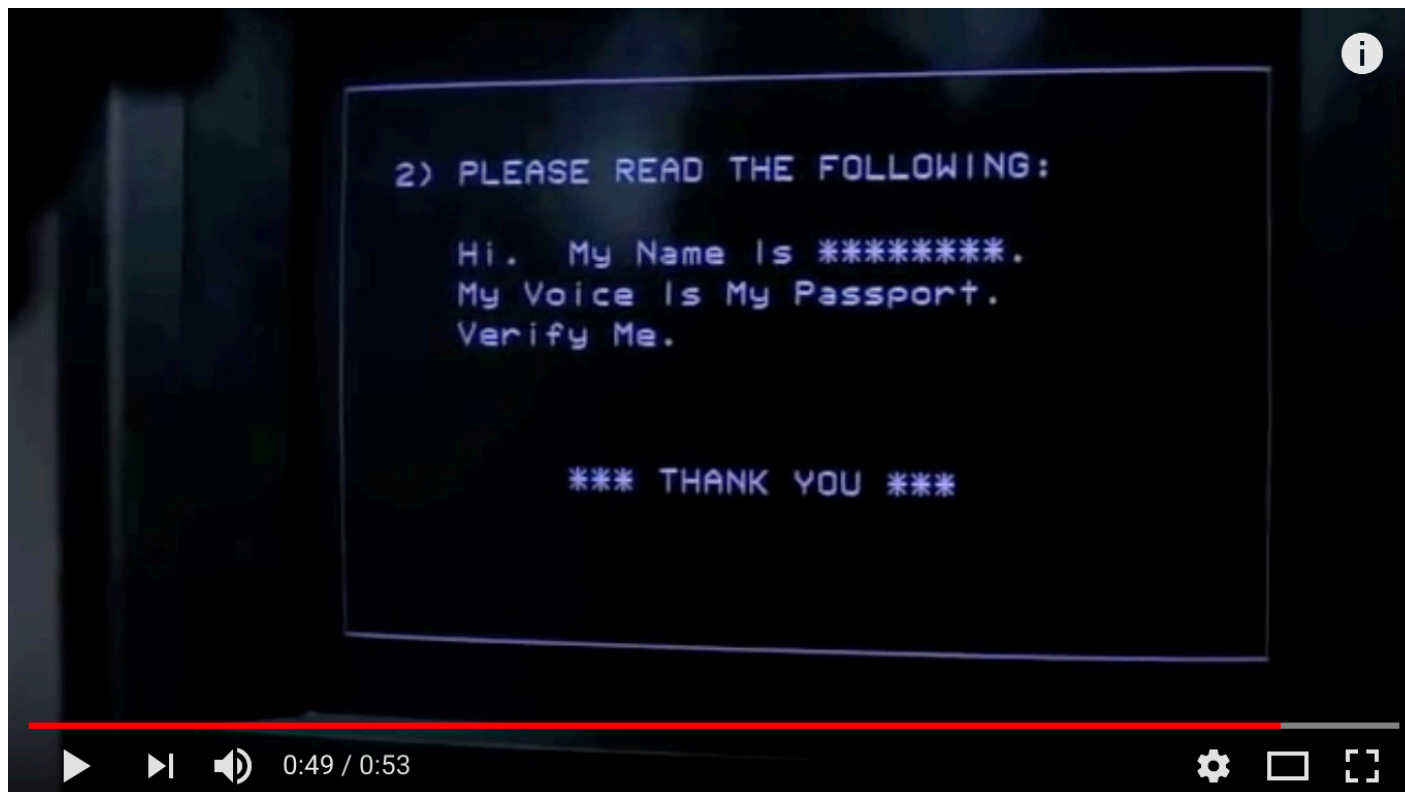 2) PLEASE READ THE FOLLOWING:
Hi. My Name Is ********.
My Voice Is My Passport.
Verify Me.
*** THANK YOU ***
0:49 / 0:53